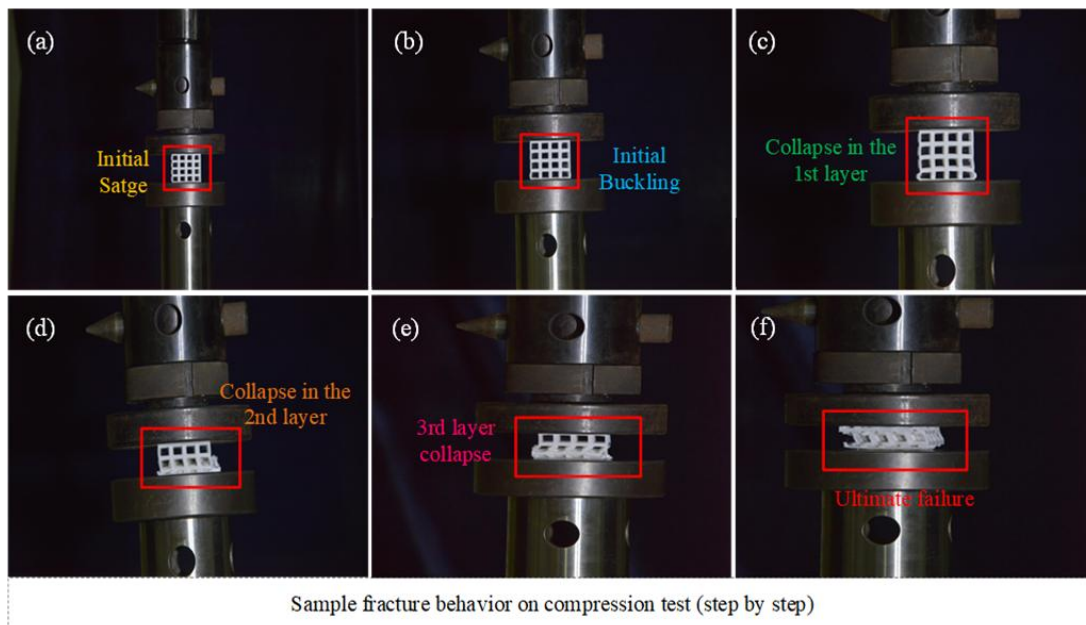 (a)
Initial
Satge
(b)
Initial
Buckling
(c)
Collapse in the
1st layer
(d)
Collapse in the
2nd layer
(e)
3rd layer
collapse
(f)
Ultimate failure
Sample fracture behavior on compression test (step by step)